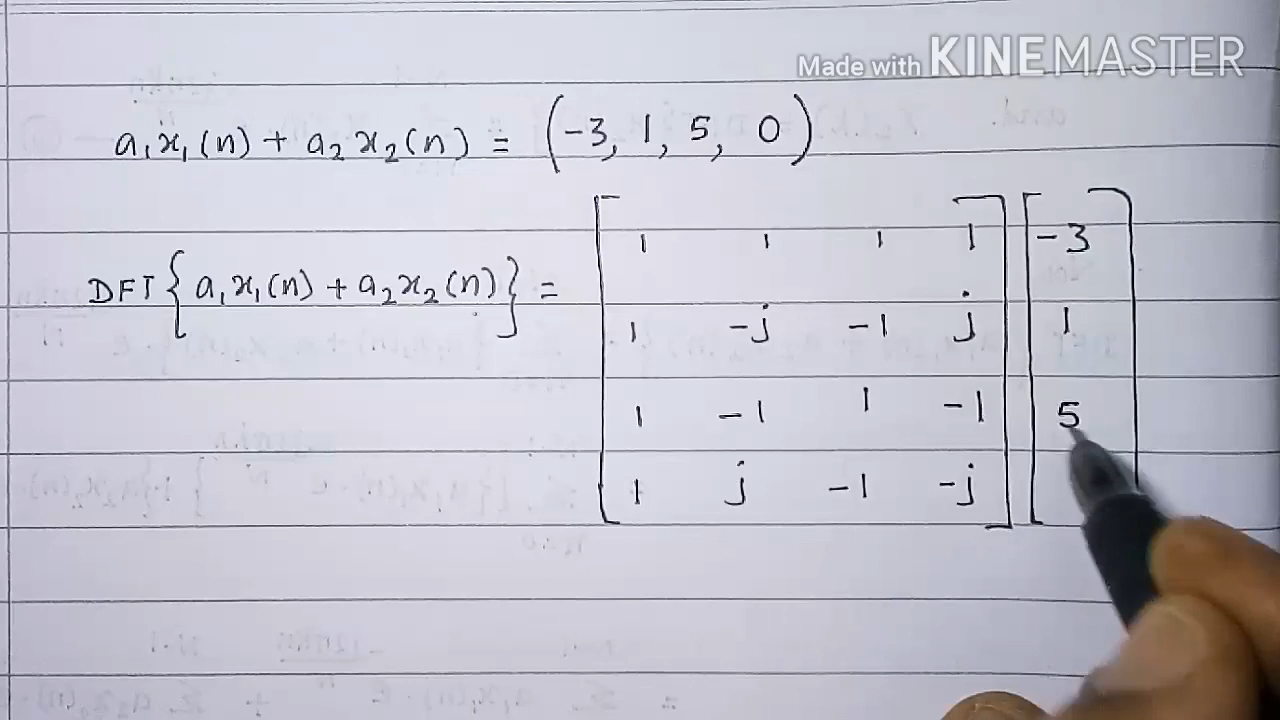 Made with KINEMASTER
a₁x₁(n) + a₂x₂(n) = (-3, 1, 5, 0)
DFT{a₁x₁(n) + a₂x₂(n)} =
1 1 1 1 -3
1 -j -1 j 1
1 -1 1 -1 5
1 j -1 -j